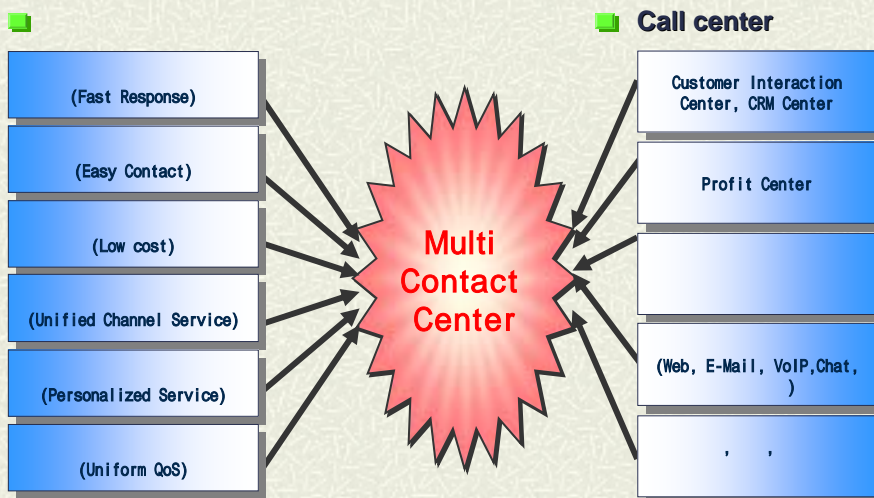 (Fast Response)
(Easy Contact)
(Low cost)
(Unified Channel Service)
(Personalized Service)
(Uniform QoS)
Multi
Contact
Center
Call center
Customer Interaction
Center, CRM Center
Profit Center
(Web, E-Mail, VoIP,Chat,
)
, ,